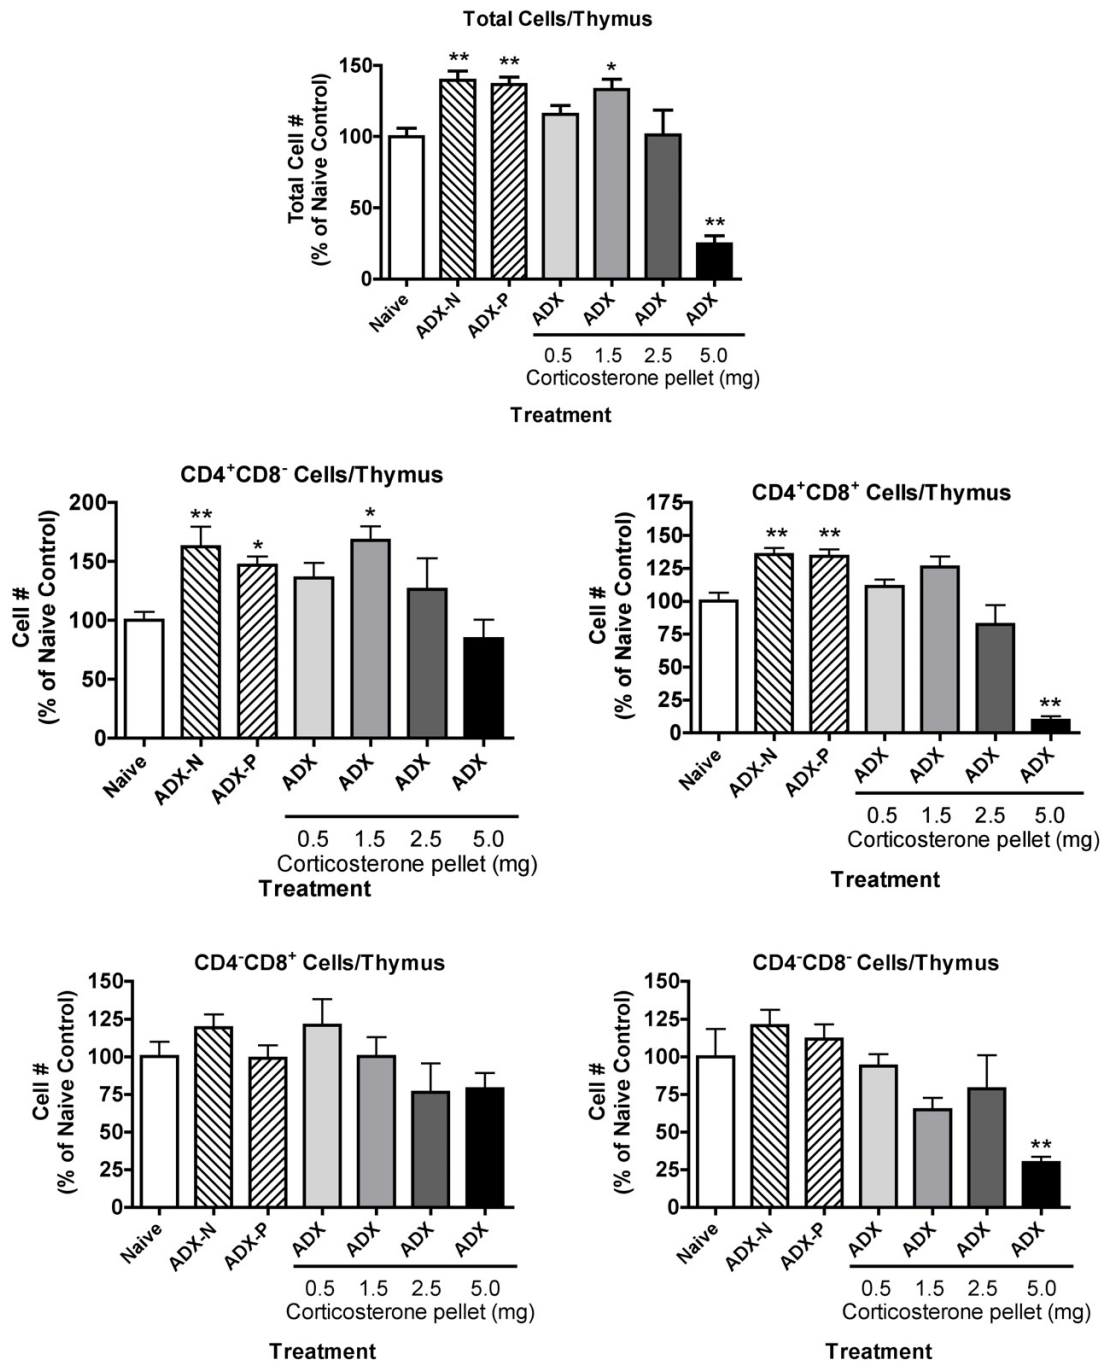 Total Cells/Thymus
Total Cell #
(% of Naive Control)
150
100
50
0
** ** * **
Naive ADX-N ADX-P ADX ADX ADX ADX
0.5 1.5 2.5 5.0
Corticosterone pellet (mg)
Treatment
CD4⁺CD8⁻ Cells/Thymus
Cell #
(% of Naive Control)
200
150
100
50
0
** * *
Naive ADX-N ADX-P ADX ADX ADX ADX
0.5 1.5 2.5 5.0
Corticosterone pellet (mg)
Treatment
CD4⁺CD8⁺ Cells/Thymus
Cell #
(% of Naive Control)
175
150
125
100
75
50
25
0
** ** **
Naive ADX-N ADX-P ADX ADX ADX ADX
0.5 1.5 2.5 5.0
Corticosterone pellet (mg)
Treatment
CD4⁻CD8⁺ Cells/Thymus
Cell #
(% of Naive Control)
150
125
100
75
50
25
0
Naive ADX-N ADX-P ADX ADX ADX ADX
0.5 1.5 2.5 5.0
Corticosterone pellet (mg)
Treatment
CD4⁻CD8⁻ Cells/Thymus
Cell #
(% of Naive Control)
150
125
100
75
50
25
0
**
Naive ADX-N ADX-P ADX ADX ADX ADX
0.5 1.5 2.5 5.0
Corticosterone pellet (mg)
Treatment